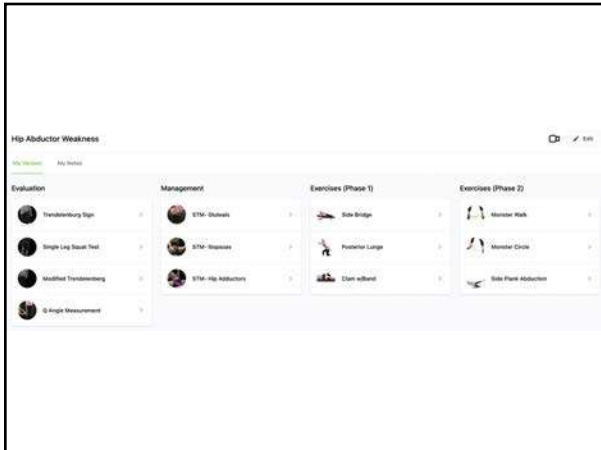 Hip Abductor Weakness
Edit
My Version
My Notes
Evaluation
Trendelenburg Sign
Single Leg Squat Test
Modified Trendelenberg
Q Angle Measurement
Management
STM- Gluteals
STM- Iliopsoas
STM- Hip Adductors
Exercises (Phase 1)
Side Bridge
Posterior Lunge
Clam w/Band
Exercises (Phase 2)
Monster Walk
Monster Circle
Side Plank Abduction